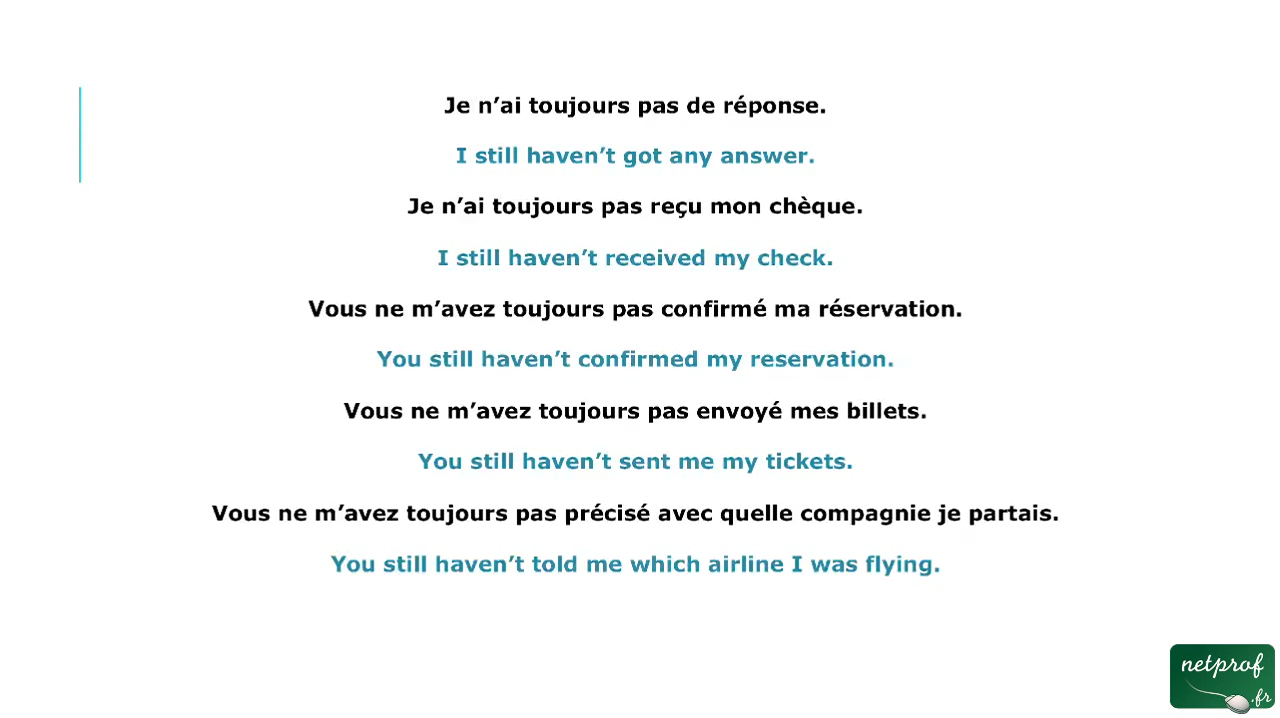 Je n’ai toujours pas de réponse.
I still haven’t got any answer.
Je n’ai toujours pas reçu mon chèque.
I still haven’t received my check.
Vous ne m’avez toujours pas confirmé ma réservation.
You still haven’t confirmed my reservation.
Vous ne m’avez toujours pas envoyé mes billets.
You still haven’t sent me my tickets.
Vous ne m’avez toujours pas précisé avec quelle compagnie je partais.
You still haven’t told me which airline I was flying.
netprof
.fr